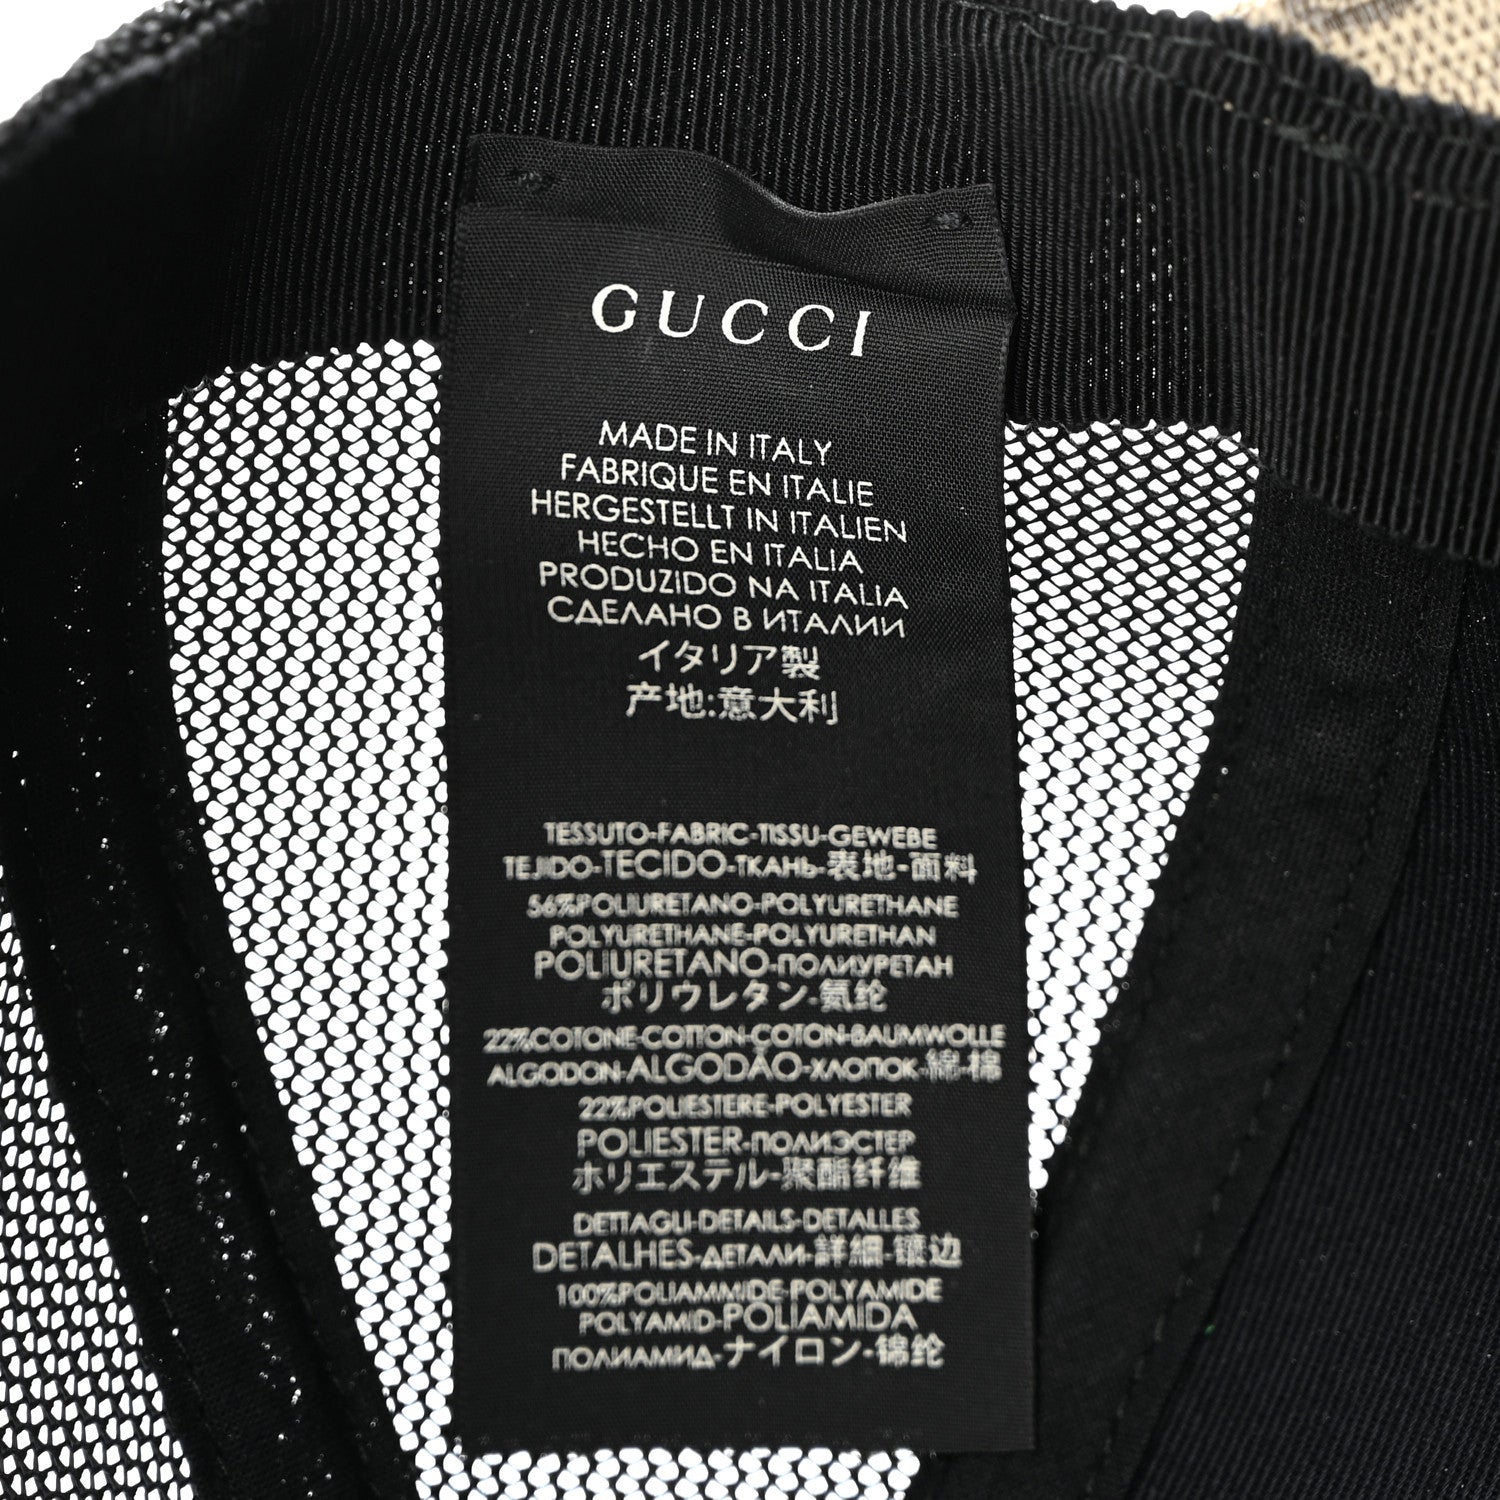 GUCCI
MADE IN ITALY
FABRIQUE EN ITALIE
HERGESTELLT IN ITALIEN
HECHO EN ITALIA
PRODUZIDO NA ITALIA
СДЕЛАНО В ИТАЛИИ
イタリア製
产地:意大利
TESSUTO-FABRIC-TISSU-GEWEBE
TEJIDO-TECIDO-ТКАНЬ-表地-面料
56%POLIURETANO-POLYURETHANE
POLYURETHANE-POLYURETHAN
POLIURETANO-ПОЛИУРЕТАН
ポリウレタン-氨纶
22%COTONE-COTTON-COTON-BAUMWOLLE
ALGODON-ALGODÃO-ХЛОПОК-綿-棉
22%POLIESTERE-POLYESTER
POLIESTER-ПОЛИЭСТЕР
ポリエステル-聚酯纤维
DETTAGLI-DETAILS-DETALLES
DETALHES-ДЕТАЛИ-詳細-镶边
100%POLIAMMIDE-POLYAMIDE
POLYAMID-POLIAMIDA
ПОЛИАМИД-ナイロン-锦纶